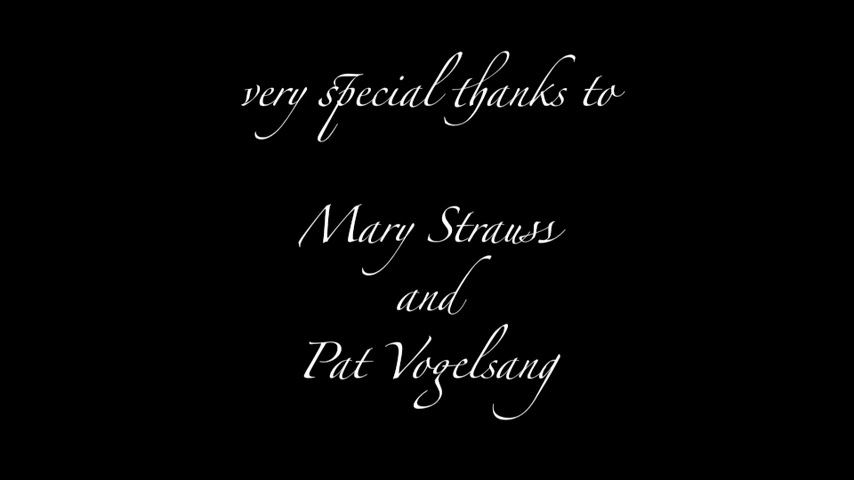 very special thanks to
Mary Strauss
and
Pat Vogelsang